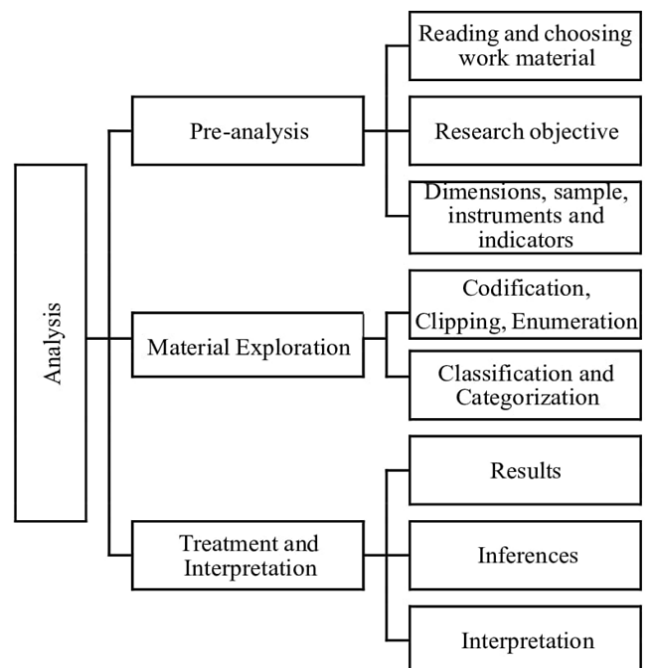 Analysis
Pre-analysis
Reading and choosing
work material
Research objective
Dimensions, sample,
instruments and
indicators
Material Exploration
Codification,
Clipping, Enumeration
Classification and
Categorization
Treatment and
Interpretation
Results
Inferences
Interpretation